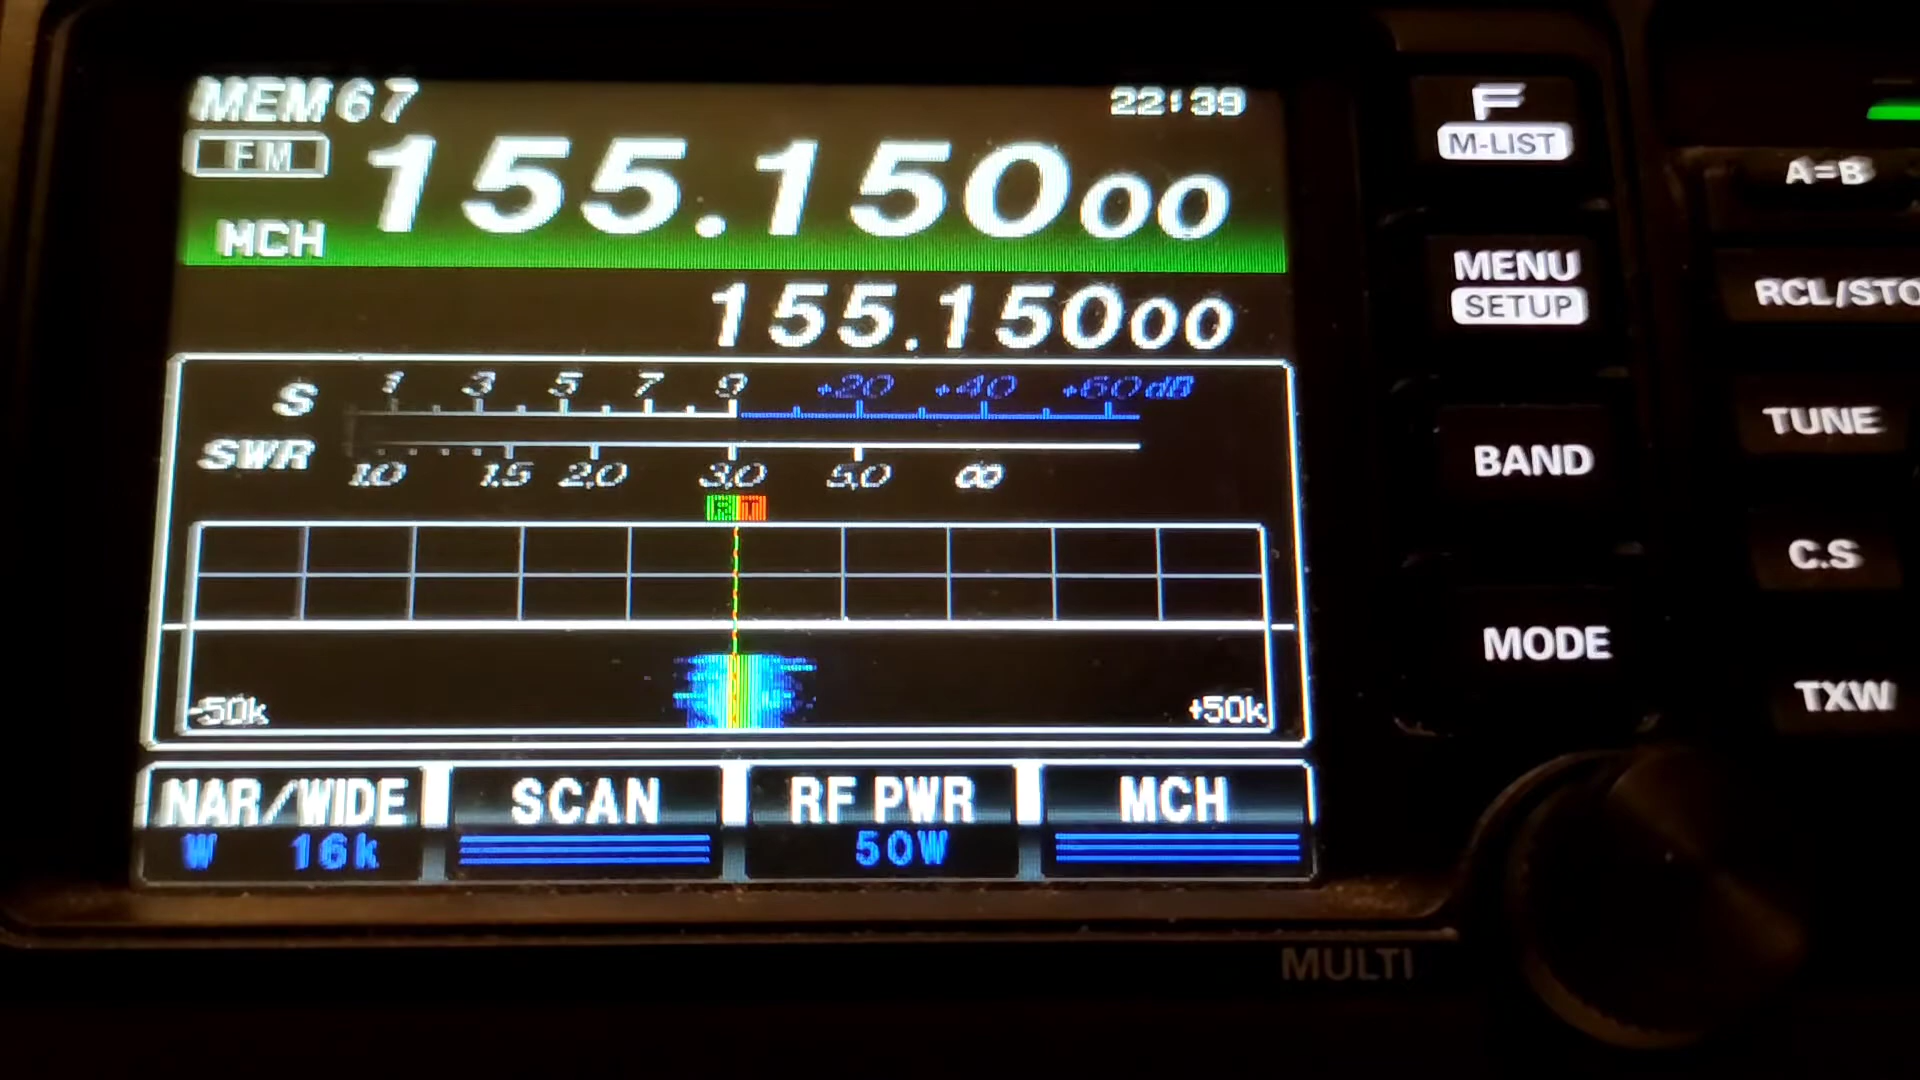 MEM67 22:39
FM 155.15000
MCH
155.15000
S 1 3 5 7 9 +20 +40 +60dB
SWR
1.0 1.5 2.0 3.0 5.0 ∞
R T
-50k +50k
NAR/WIDE SCAN RF PWR MCH
W 16k 50W
F
M-LIST
MENU
SETUP
BAND
MODE
A=B
RCL/STO
TUNE
C.S
TXW
MULTI